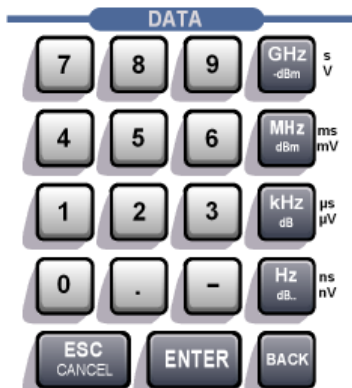 DATA
7 8 9 GHz s
-dBm V
4 5 6 MHz ms
dBm mV
1 2 3 kHz µs
dB µV
0 . - Hz ns
dB.. nV
ESC ENTER BACK
CANCEL